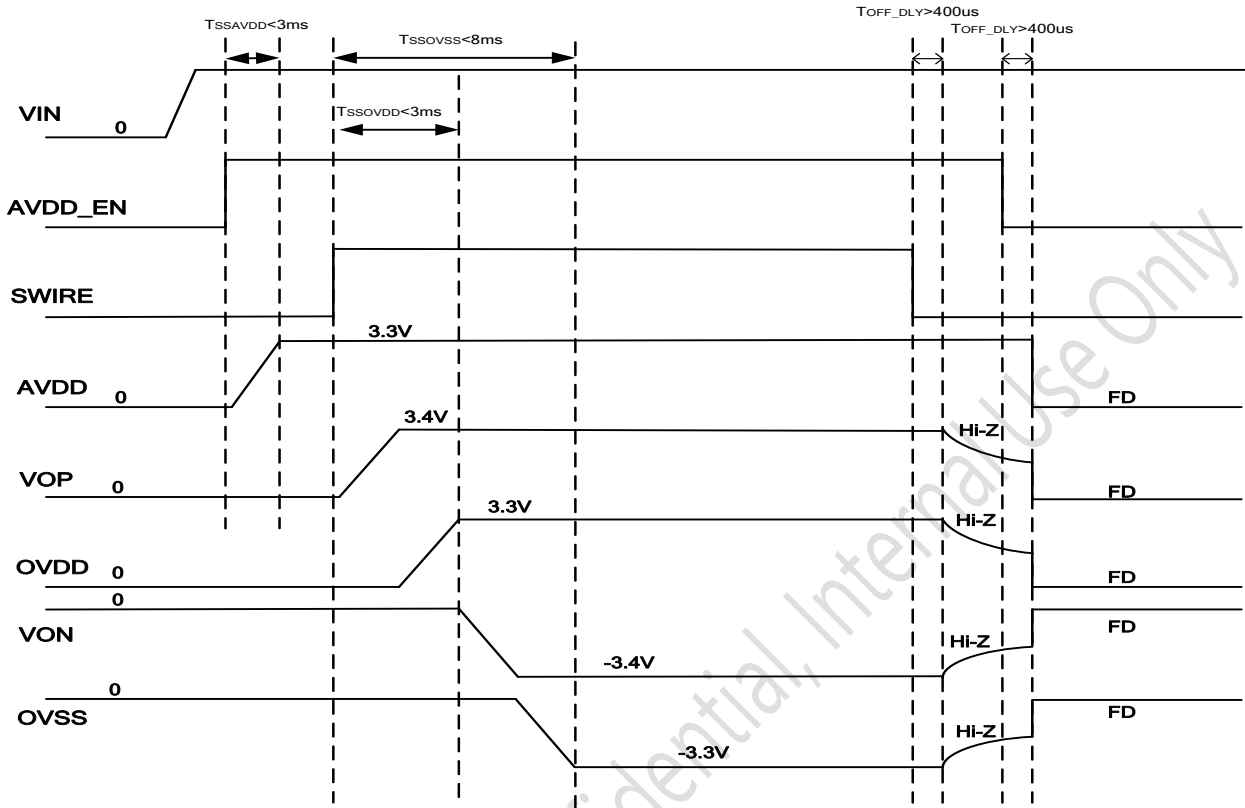 TSSAVDD<3ms
TSSOVSS<8ms
TOFF_DLY>400us
TOFF_DLY>400us
TSSOVDD<3ms
VIN
0
AVDD_EN
SWIRE
AVDD
0
3.3V
FD
VOP
0
3.4V
Hi-Z
FD
OVDD
0
3.3V
Hi-Z
FD
0
VON
-3.4V
Hi-Z
FD
0
OVSS
-3.3V
Hi-Z
FD
fidential, Internal Use Only